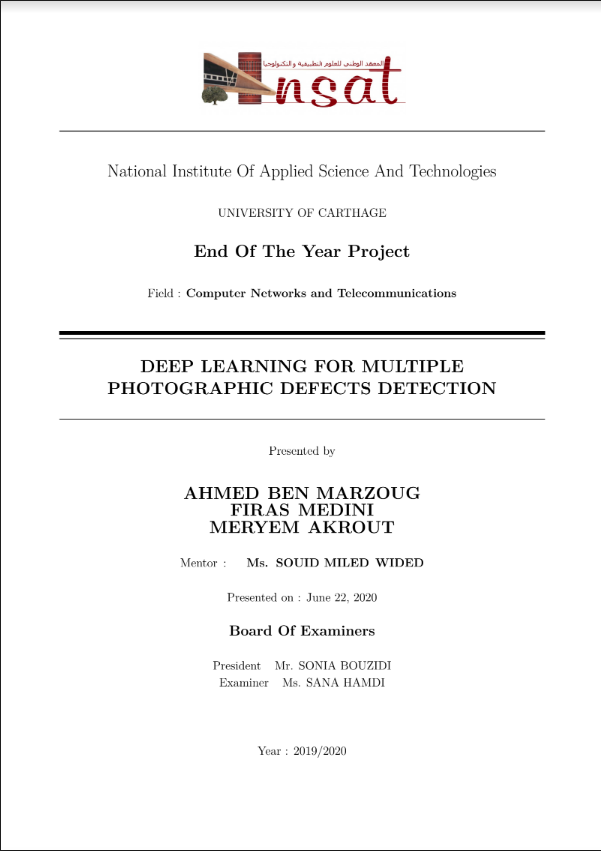 المعهد الوطني للعلوم التطبيقية والتكنولوجيا
Insat
National Institute Of Applied Science And Technologies
UNIVERSITY OF CARTHAGE
End Of The Year Project
Field : Computer Networks and Telecommunications
DEEP LEARNING FOR MULTIPLE
PHOTOGRAPHIC DEFECTS DETECTION
Presented by
AHMED BEN MARZOUG
FIRAS MEDINI
MERYEM AKROUT
Mentor : Ms. SOUID MILED WIDED
Presented on : June 22, 2020
Board Of Examiners
President Mr. SONIA BOUZIDI
Examiner Ms. SANA HAMDI
Year : 2019/2020